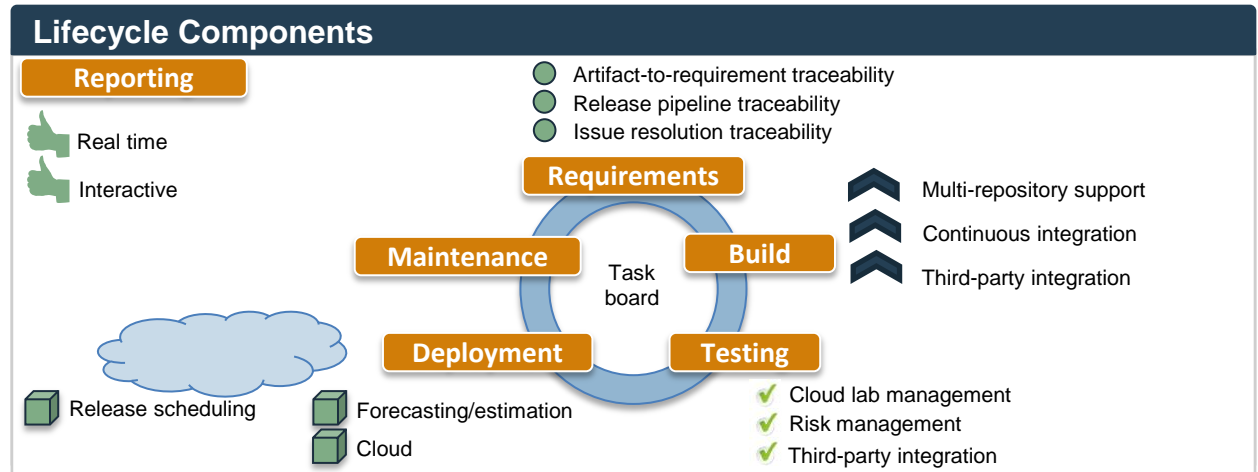 Lifecycle Components
Reporting
Real time
Interactive
Artifact-to-requirement traceability
Release pipeline traceability
Issue resolution traceability
Requirements
Maintenance
Build
Task
board
Deployment
Testing
Multi-repository support
Continuous integration
Third-party integration
Release scheduling
Forecasting/estimation
Cloud
Cloud lab management
Risk management
Third-party integration